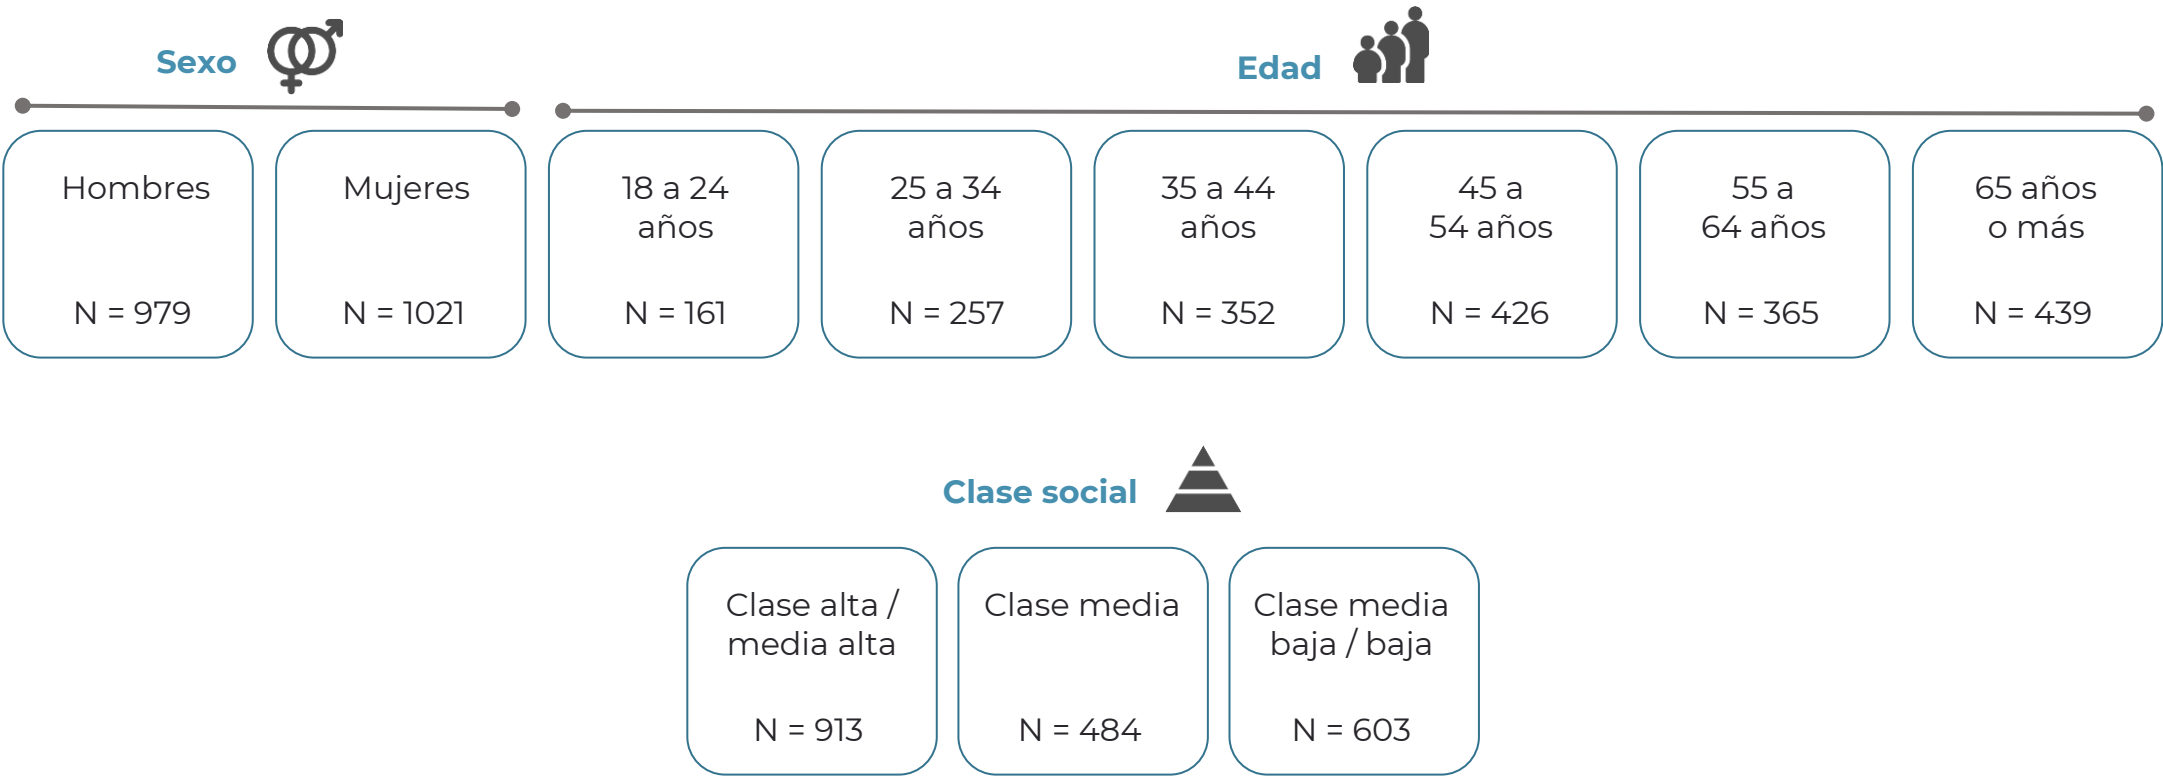 Sexo
Edad
Hombres
N = 979
Mujeres
N = 1021
18 a 24
años
N = 161
25 a 34
años
N = 257
35 a 44
años
N = 352
45 a
54 años
N = 426
55 a
64 años
N = 365
65 años
o más
N = 439
Clase social
Clase alta /
media alta
N = 913
Clase media
N = 484
Clase media
baja / baja
N = 603